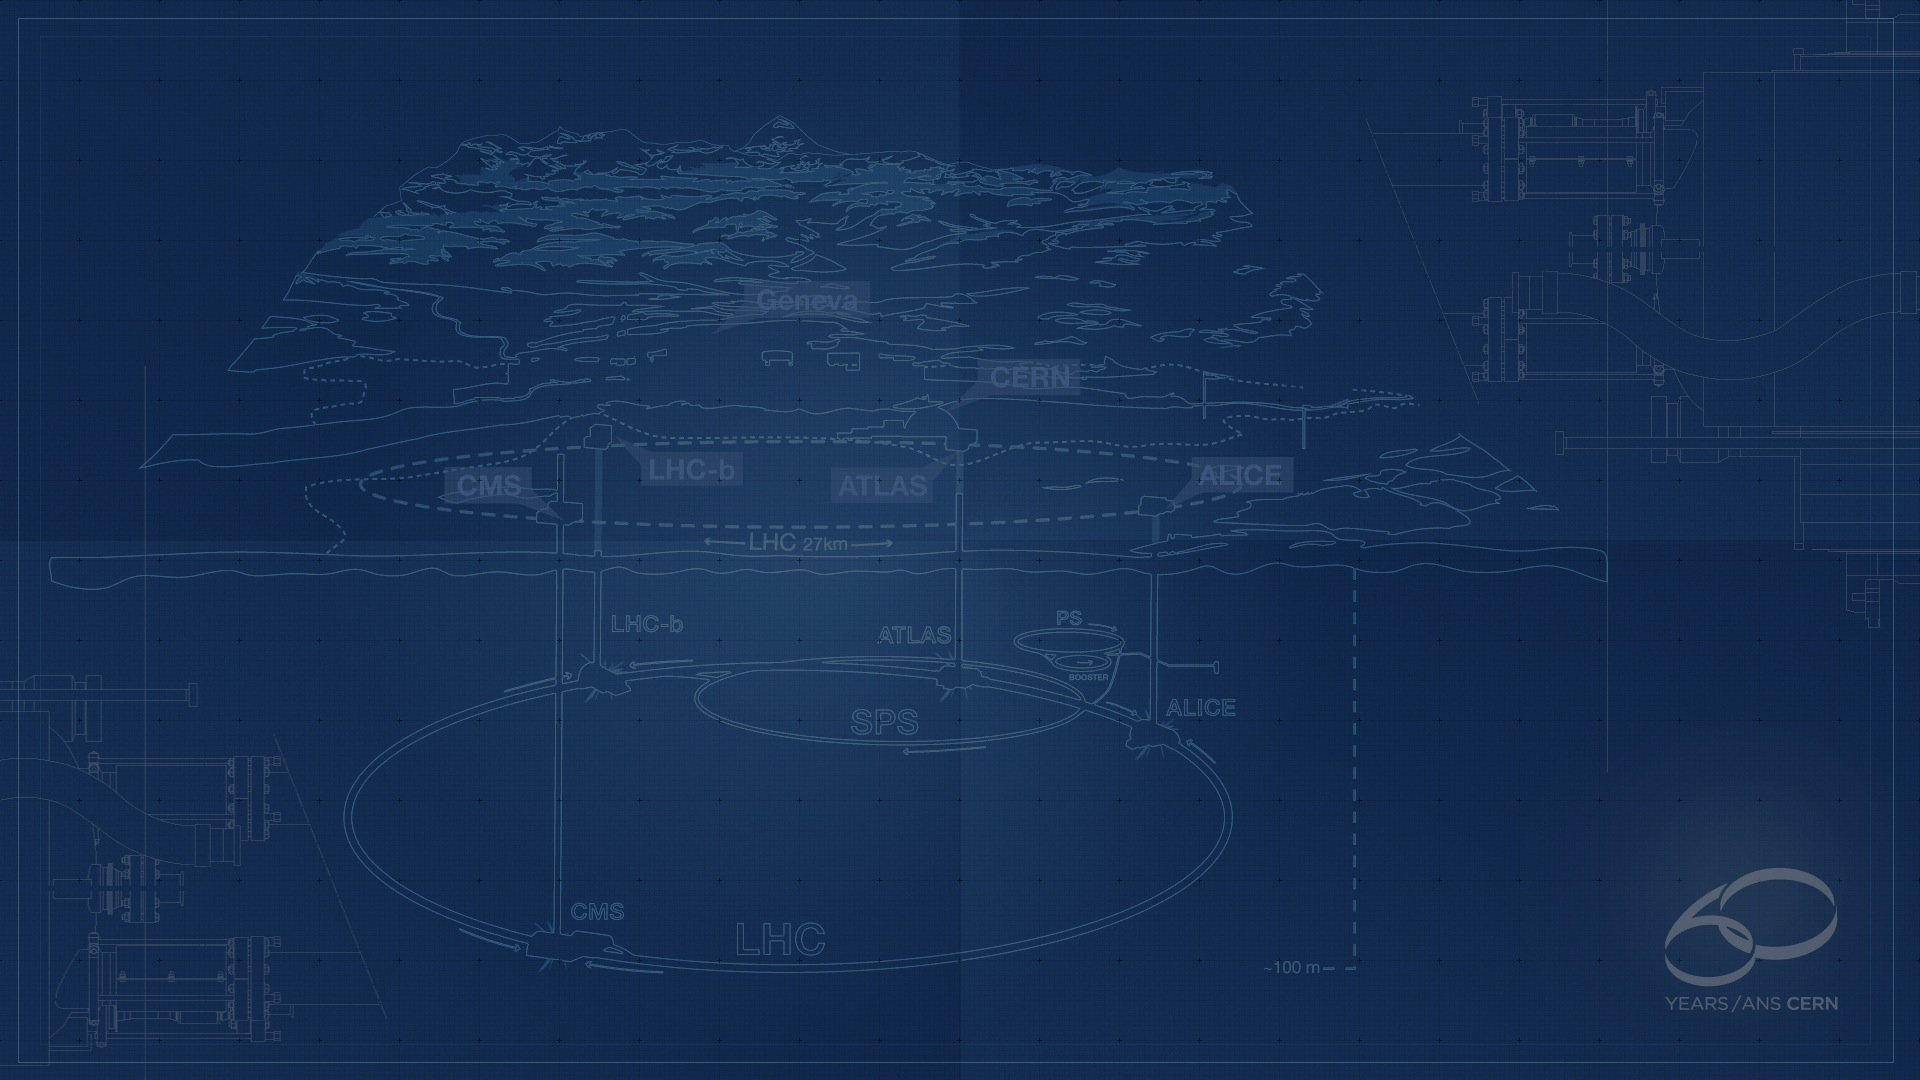 Geneva
CERN
LHC-b
ALICE
CMS
ATLAS
LHC 27km
PS
LHC-b
ATLAS
BOOSTER
ALICE
SPS
CMS
LHC
~100 m
60
YEARS/ANS CERN